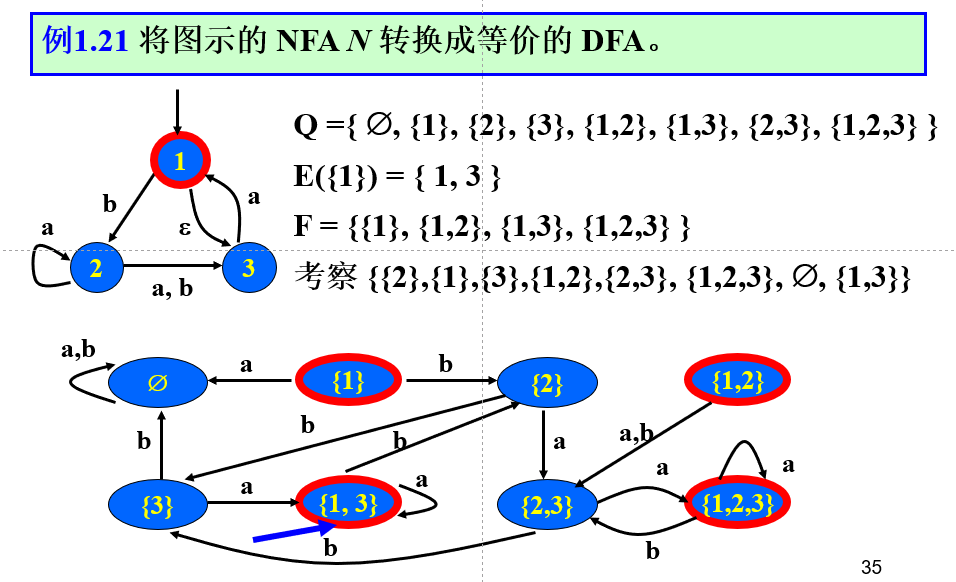 例1.21 将图示的 NFA N 转换成等价的 DFA。
Q ={ ∅, {1}, {2}, {3}, {1,2}, {1,3}, {2,3}, {1,2,3} }
E({1}) = { 1, 3 }
F = {{1}, {1,2}, {1,3}, {1,2,3} }
考察 {{2},{1},{3},{1,2},{2,3}, {1,2,3}, ∅, {1,3}}
1
b
ε
a
a
2
3
a, b
a,b
∅
a
{1}
b
{2}
{1,2}
b
b
b
a
a,b
{3}
a
{1, 3}
a
{2,3}
a
{1,2,3}
a
b
b
35